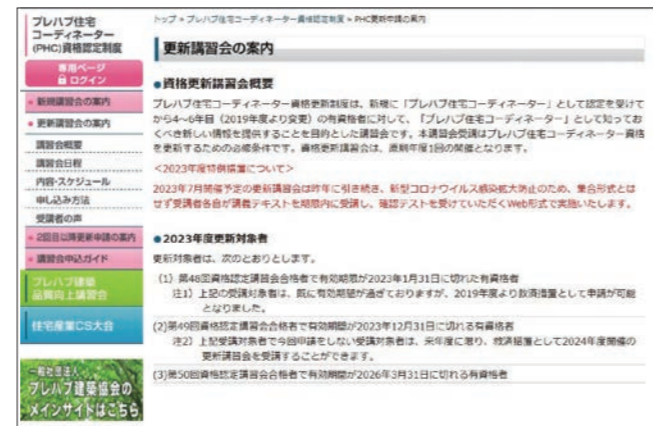 プレハブ住宅
コーディネーター
(PHC)資格認定制度
専用ページ
ログイン
新規講習会の案内
更新講習会の案内
講習会概要
講習会日程
内容・スケジュール
申し込み方法
受講者の声
2回目以降更新申請の案内
講習会申込ガイド
プレハブ建築
品質向上講習会
住宅産業CS大会
一般社団法人
プレハブ建築協会の
メインサイトはこちら
トップ » プレハブ住宅コーディネーター資格認定制度 » PHC更新申請の案内
更新講習会の案内
●資格更新講習会概要
プレハブ住宅コーディネーター資格更新制度は、新規に「プレハブ住宅コーディネーター」として認定を受けて
から4~6年目（2019年度より変更）の有資格者に対して、「プレハブ住宅コーディネーター」として知ってお
くべき新しい情報を提供することを目的とした講習会です。本講習会受講はプレハブ住宅コーディネーター資格
を更新するための必修条件です。資格更新講習会は、原則年度1回の開催となります。
<2023年度特例措置について>
2023年7月開催予定の更新講習会は昨年に引き続き、新型コロナウイルス感染拡大防止のため、集合形式とは
せず受講者各自が講義テキストを期限内に受講し、確認テストを受けていただくWeb形式で実施いたします。
●2023年度更新対象者
更新対象者は、次のとおりとします。
(1) 第48回資格認定講習会合格者で有効期限が2023年1月31日に切れた有資格者
注1）上記の受講対象者は、既に有効期限が過ぎておりますが、2019年度より救済措置として申請が可能
となりました。
(2)第49回資格認定講習会合格者で有効期間が2023年12月31日に切れる有資格者
注2）上記受講対象者で今回申請をしない受講対象者は、来年度に限り、救済措置として2024年度開催の
更新講習会を受講することができます。
(3)第50回資格認定講習会合格者で有効期間が2026年3月31日に切れる有資格者